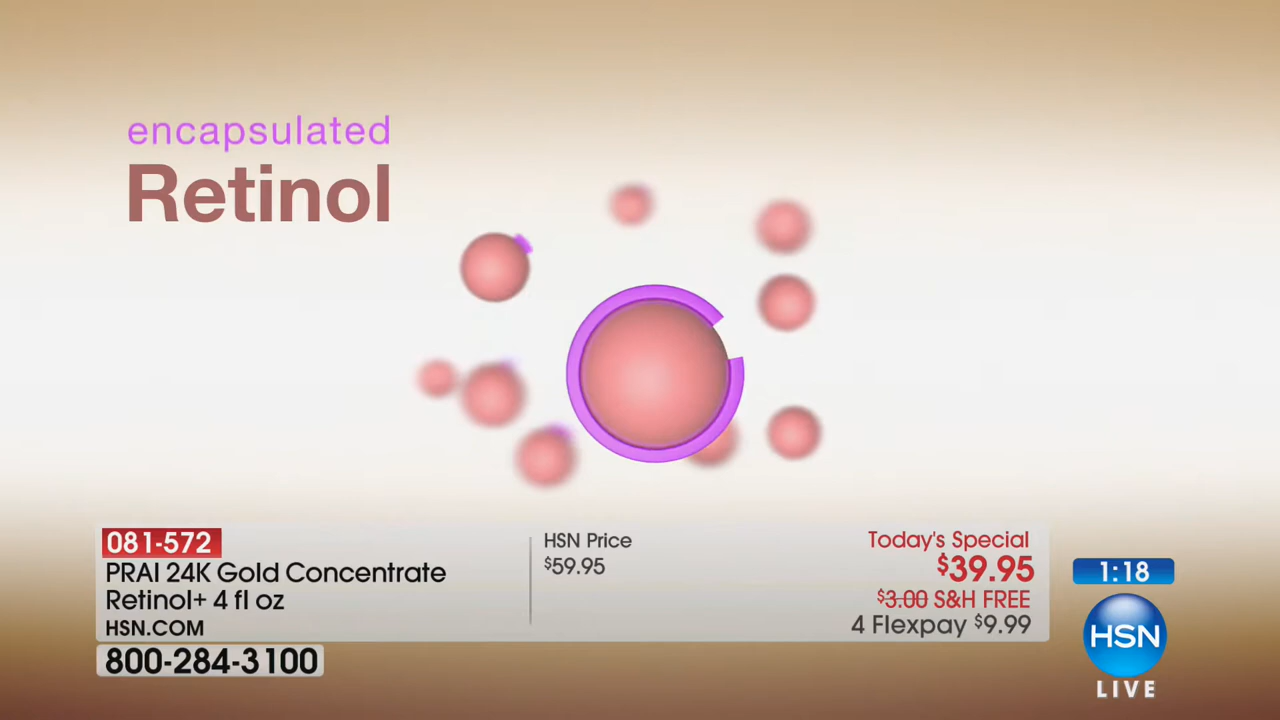 encapsulated
Retinol
081-572
PRAI 24K Gold Concentrate
Retinol+ 4 fl oz
HSN.COM
800-284-3100
HSN Price
$59.95
Today's Special
$39.95
$3.00 S&H FREE
4 Flexpay $9.99
1:18
HSN
LIVE